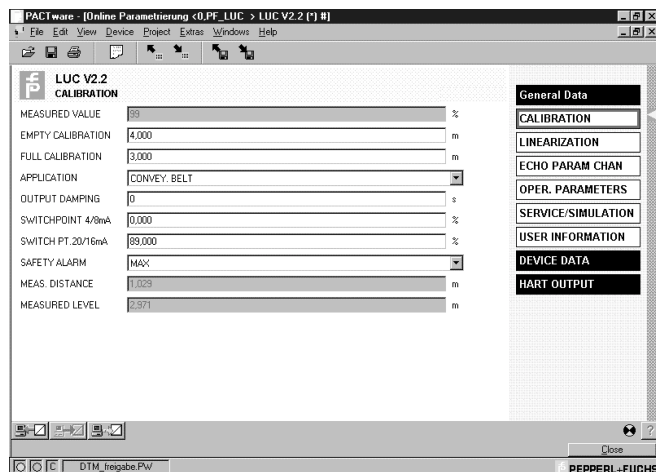 PACTware - [Online Parametrierung <0,PF_LUC > LUC V2.2 (*) #]
File Edit View Device Project Extras Windows Help
LUC V2.2
CALIBRATION
MEASURED VALUE 99 %
EMPTY CALIBRATION 4,000 m
FULL CALIBRATION 3,000 m
APPLICATION CONVEY. BELT
OUTPUT DAMPING 0 s
SWITCHPOINT 4/8mA 0,000 %
SWITCH PT.20/16mA 89,000 %
SAFETY ALARM MAX
MEAS. DISTANCE 1,029 m
MEASURED LEVEL 2,971 m
General Data
CALIBRATION
LINEARIZATION
ECHO PARAM CHAN
OPER. PARAMETERS
SERVICE/SIMULATION
USER INFORMATION
DEVICE DATA
HART OUTPUT
?
Close
C DTM_freigabe.PW
PEPPERL+FUCHS